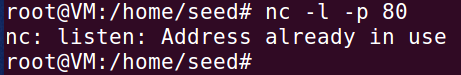 root@VM:/home/seed# nc -l -p 80
nc: listen: Address already in use
root@VM:/home/seed#